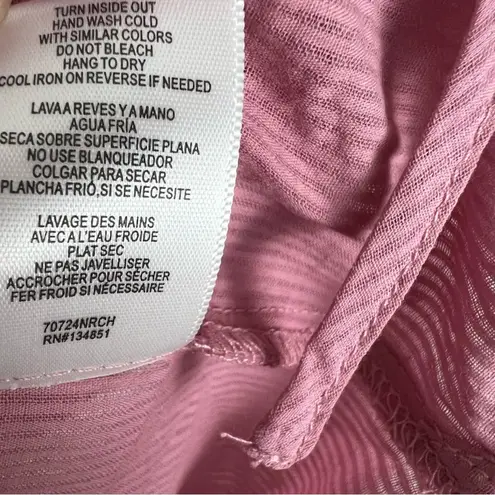 TURN INSIDE OUT
HAND WASH COLD
WITH SIMILAR COLORS
DO NOT BLEACH
HANG TO DRY
COOL IRON ON REVERSE IF NEEDED
LAVA A REVES Y A MANO
AGUA FRÍA
SECA SOBRE SUPERFICIE PLANA
NO USE BLANQUEADOR
COLGAR PARA SECAR
PLANCHA FRIÓ,SI SE NECESITE
LAVAGE DES MAINS
AVEC A L'EAU FROIDE
PLAT SEC
NE PAS JAVELLISER
ACCROCHER POUR SÉCHER
FER FROID SI NÉCESSAIRE
70724NRCH
RN#134851